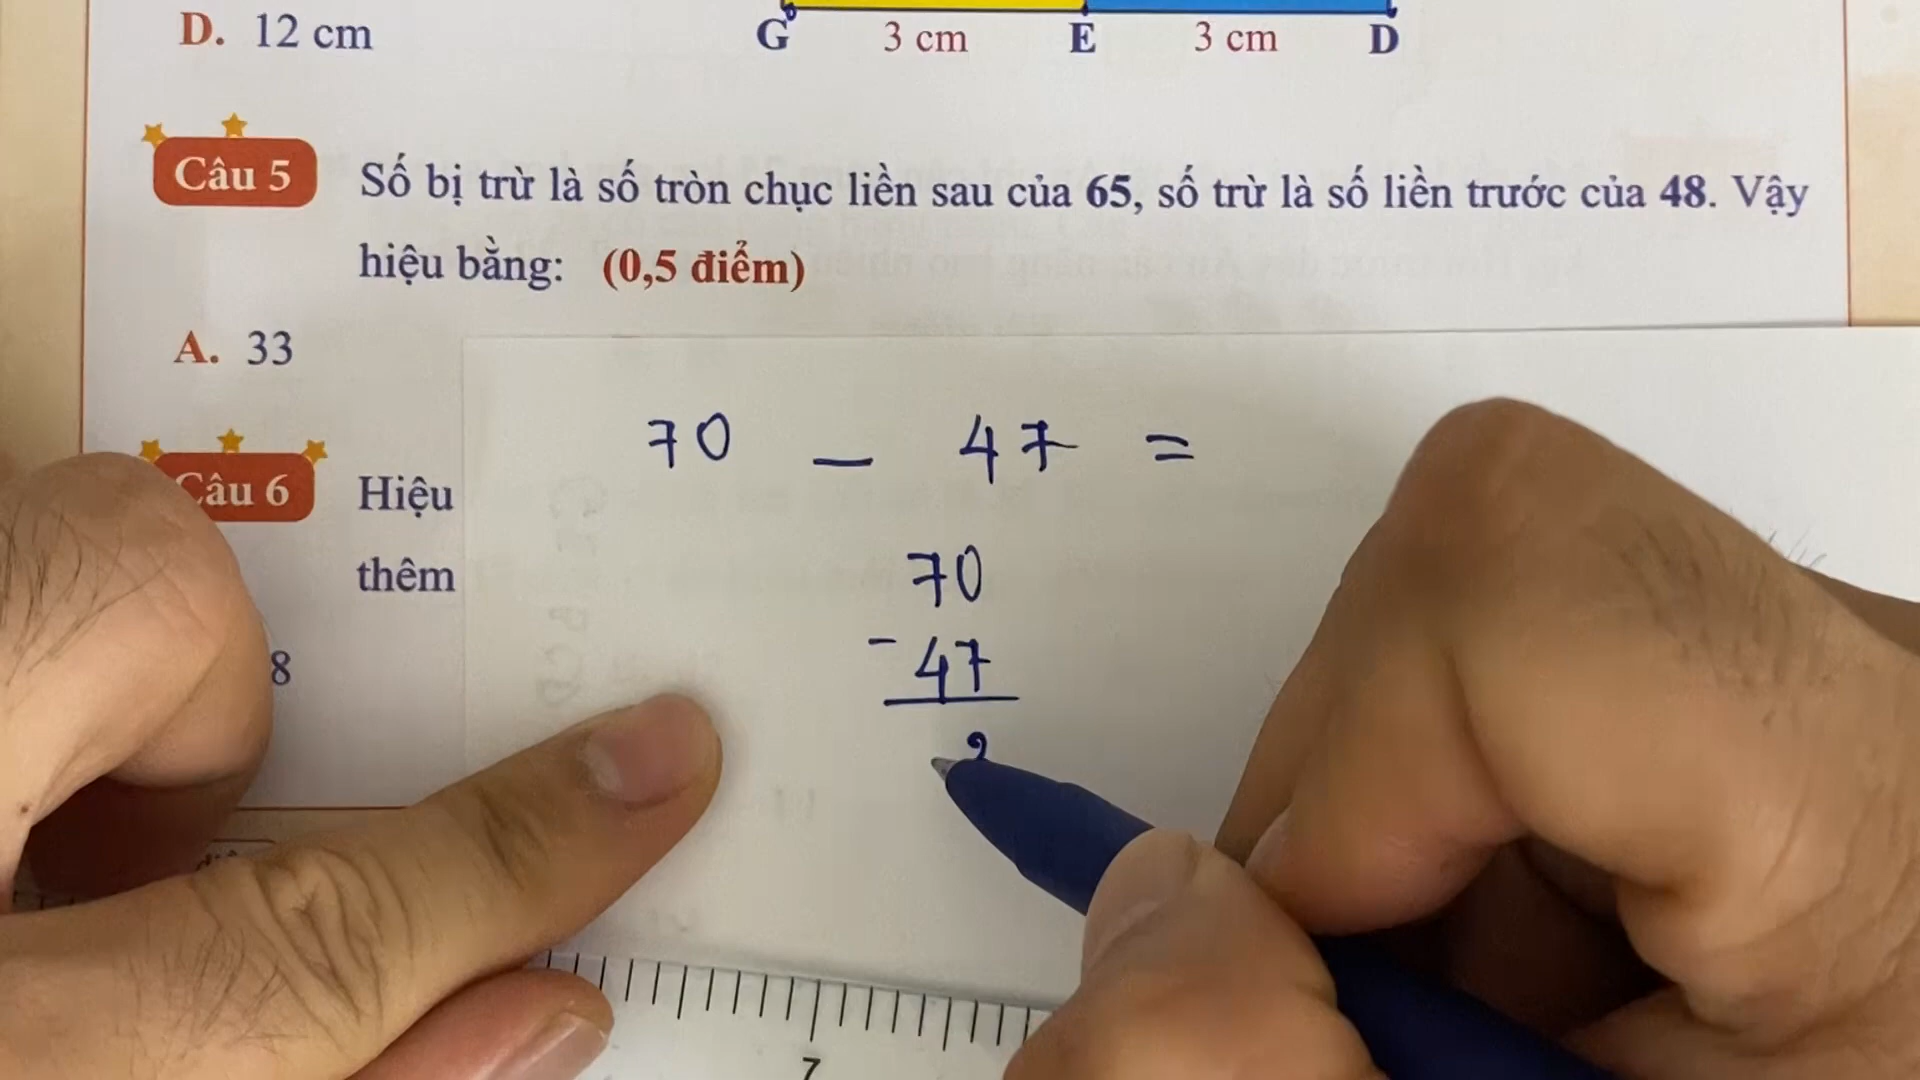 D. 12 cm
G 3 cm E 3 cm D
Câu 5 Số bị trừ là số tròn chục liền sau của 65, số trừ là số liền trước của 48. Vậy
hiệu bằng: (0,5 điểm)
A. 33
70 - 47 =
Câu 6 Hiệu
thêm
70
- 47
8
7